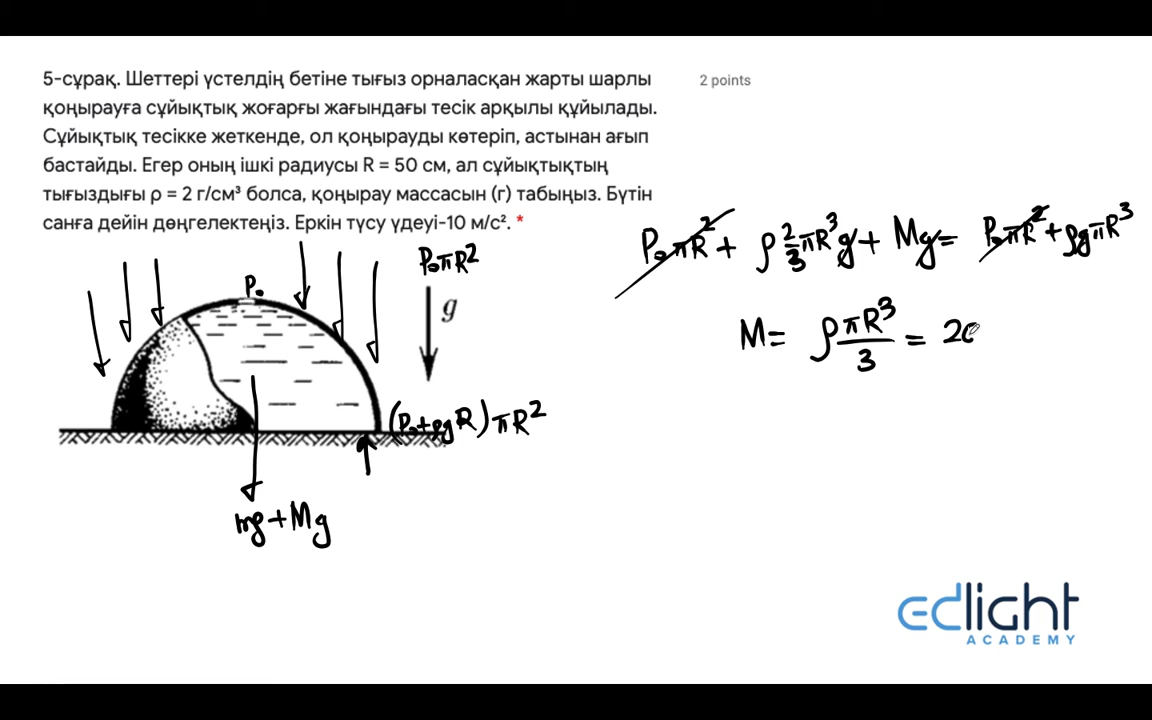 5-сұрақ. Шеттері үстелдің бетіне тығыз орналасқан жарты шарлы
2 points
қоңырауға сұйықтық жоғарғы жағындағы тесік арқылы құйылады.
Сұйықтық тесікке жеткенде, ол қоңырауды көтеріп, астынан ағып
бастайды. Егер оның ішкі радиусы R = 50 см, ал сұйықтықтың
тығыздығы ρ = 2 г/см³ болса, қоңырау массасын (г) табыңыз. Бүтін
санға дейін дөңгелектеңіз. Еркін түсу үдеуі-10 м/с². *
P₀πR² + ρ 2/3 πR³g + Mg = P₀πR² + ρgπR³
M = ρπR³/3 = 20
P₀πR²
P₀
g
(P₀+ρgR)πR²
mg+Mg
edlight
ACADEMY